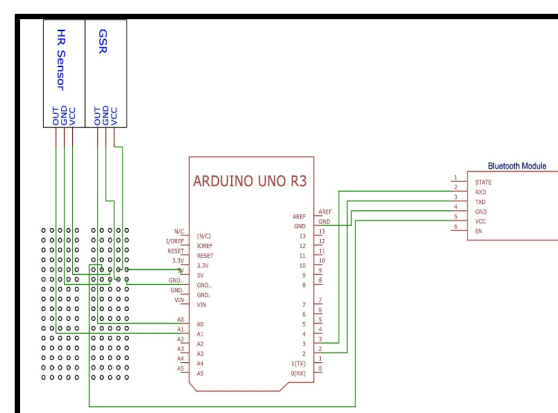 HR Sensor
GSR
OUT
GND
VCC
OUT
GND
VCC
ARDUINO UNO R3
N/C
I/OREF
RESET
3.3V
5V
GND..
GND.
VIN
A0
A1
A2
A3
A4
A5
(N/C)
IOREF
RESET
3.3V
5V
GND..
GND.
VIN
A0
A1
A2
A3
A4
A5
AREF
GND
13
12
11
10
9
8
7
6
5
4
3
2
1(TX)
0(RX)
AREF
GND
13
12
11
10
9
8
7
6
5
4
3
2
1
0
Bluetooth Module
1 STATE
2 RXD
3 TXD
4 GND
5 VCC
6 EN